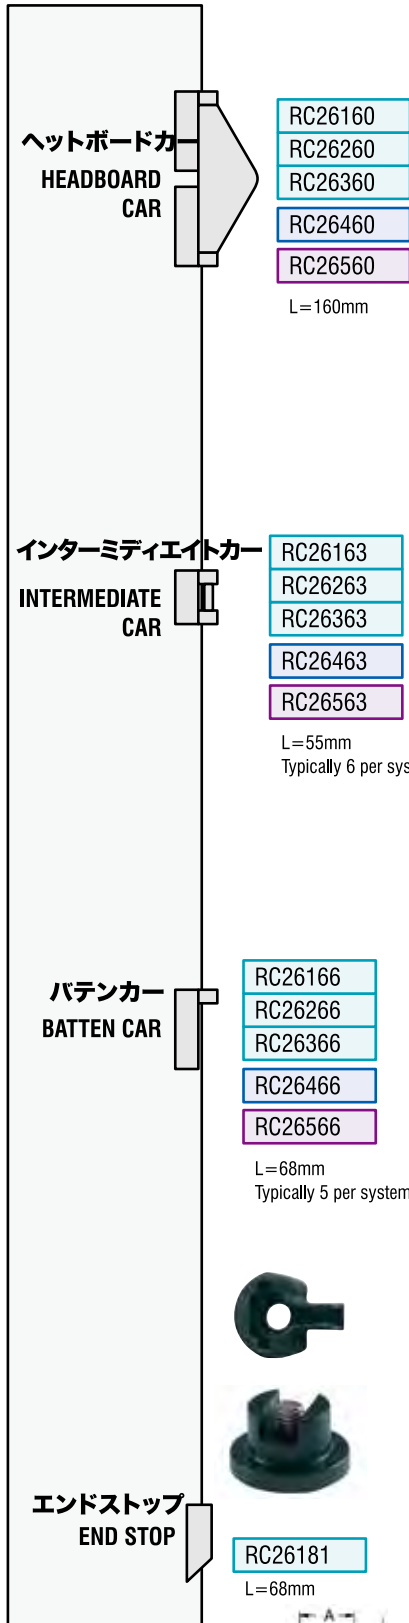 ヘットボードカー
HEADBOARD
CAR
RC26160
RC26260
RC26360
RC26460
RC26560
L=160mm
インターミディエイトカー
INTERMEDIATE
CAR
RC26163
RC26263
RC26363
RC26463
RC26563
L=55mm
Typically 6 per sys
バテンカー
BATTEN CAR
RC26166
RC26266
RC26366
RC26466
RC26566
L=68mm
Typically 5 per system
エンドストップ
END STOP
RC26181
L=68mm
A